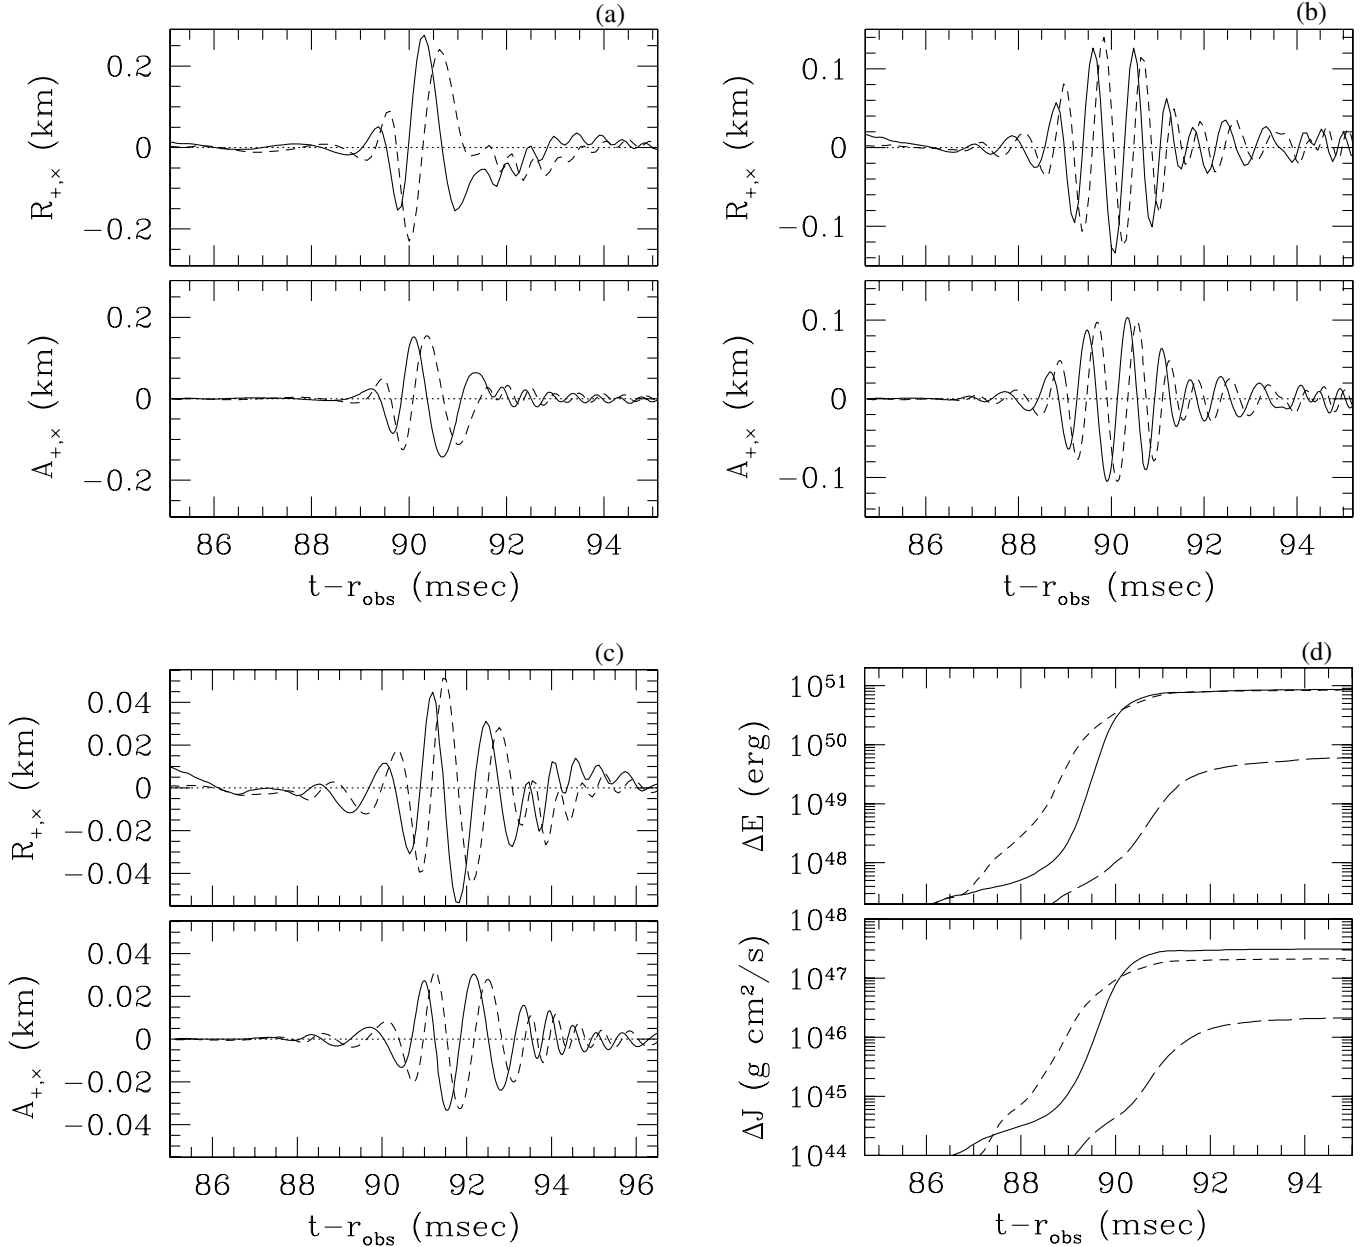 (a)
0.2
0
−0.2
R+,× (km)
0.2
0
−0.2
A+,× (km)
86 88 90 92 94
t−robs (msec)
(b)
0.1
0
−0.1
R+,× (km)
0.1
0
−0.1
A+,× (km)
86 88 90 92 94
t−robs (msec)
(c)
0.04
0.02
0
−0.02
−0.04
R+,× (km)
0.04
0.02
0
−0.02
−0.04
A+,× (km)
86 88 90 92 94 96
t−robs (msec)
(d)
10^51
10^50
10^49
10^48
ΔE (erg)
10^48
10^47
10^46
10^45
10^44
ΔJ (g cm^2/s)
86 88 90 92 94
t−robs (msec)